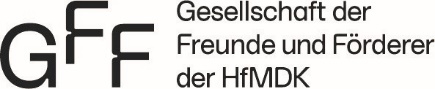 GFF
Gesellschaft der
Freunde und Förderer
der HfMDK